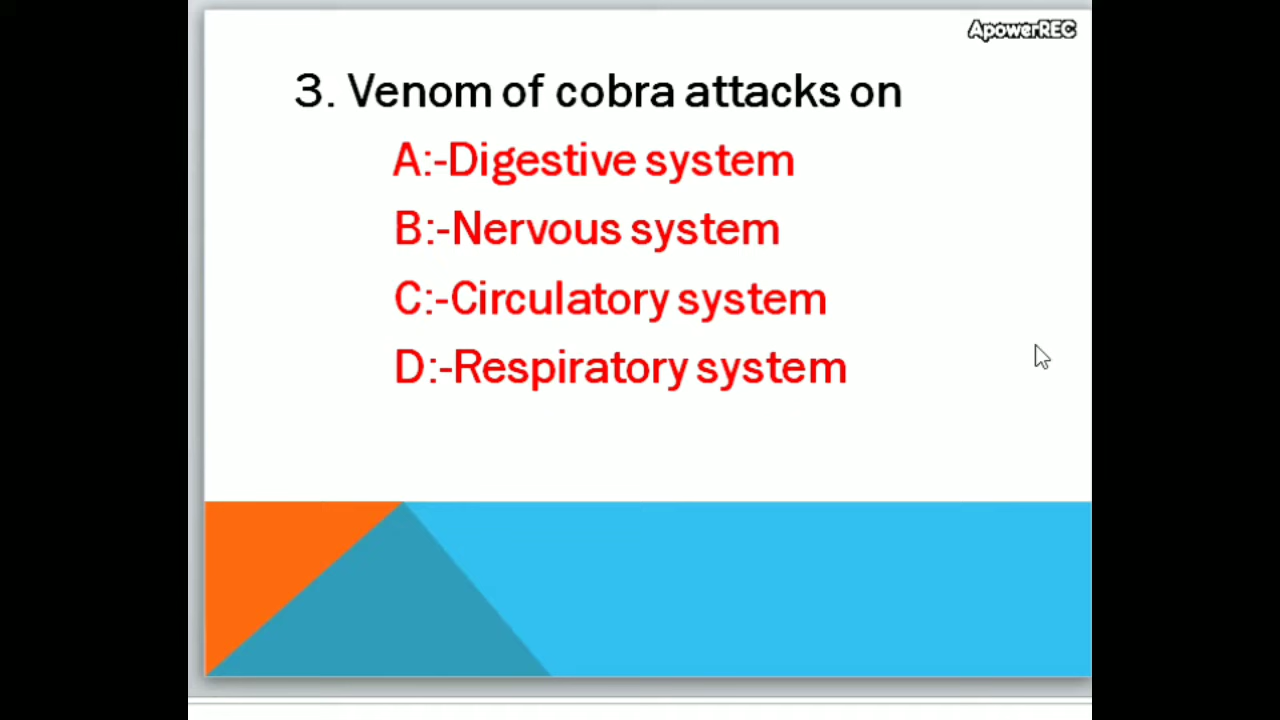 ApowerREC
3. Venom of cobra attacks on
A:-Digestive system
B:-Nervous system
C:-Circulatory system
D:-Respiratory system